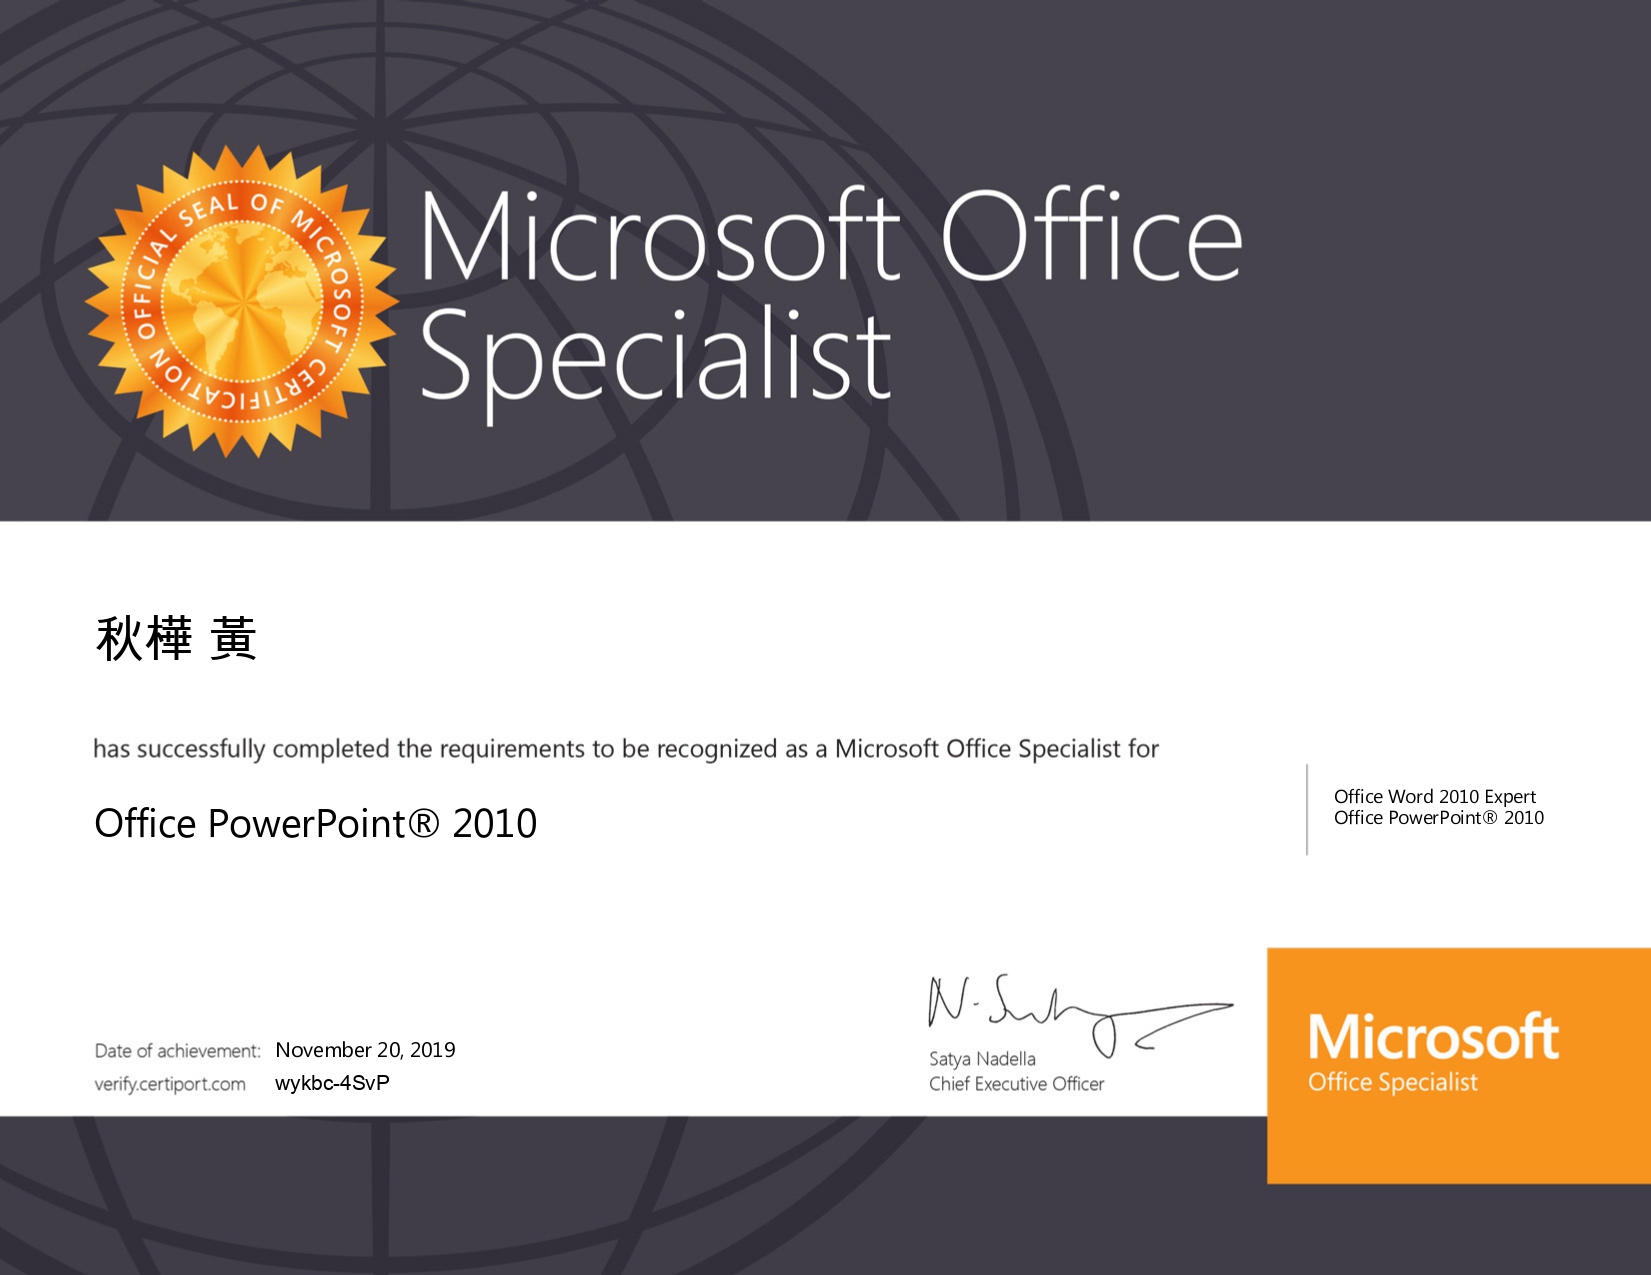 OFFICIAL SEAL OF MICROSOFT CERTIFICATION
Microsoft Office
Specialist
秋樺 黃
has successfully completed the requirements to be recognized as a Microsoft Office Specialist for
Office PowerPoint® 2010
Office Word 2010 Expert
Office PowerPoint® 2010
Date of achievement: November 20, 2019
verify.certiport.com wykbc-4SvP
Satya Nadella
Chief Executive Officer
Microsoft
Office Specialist